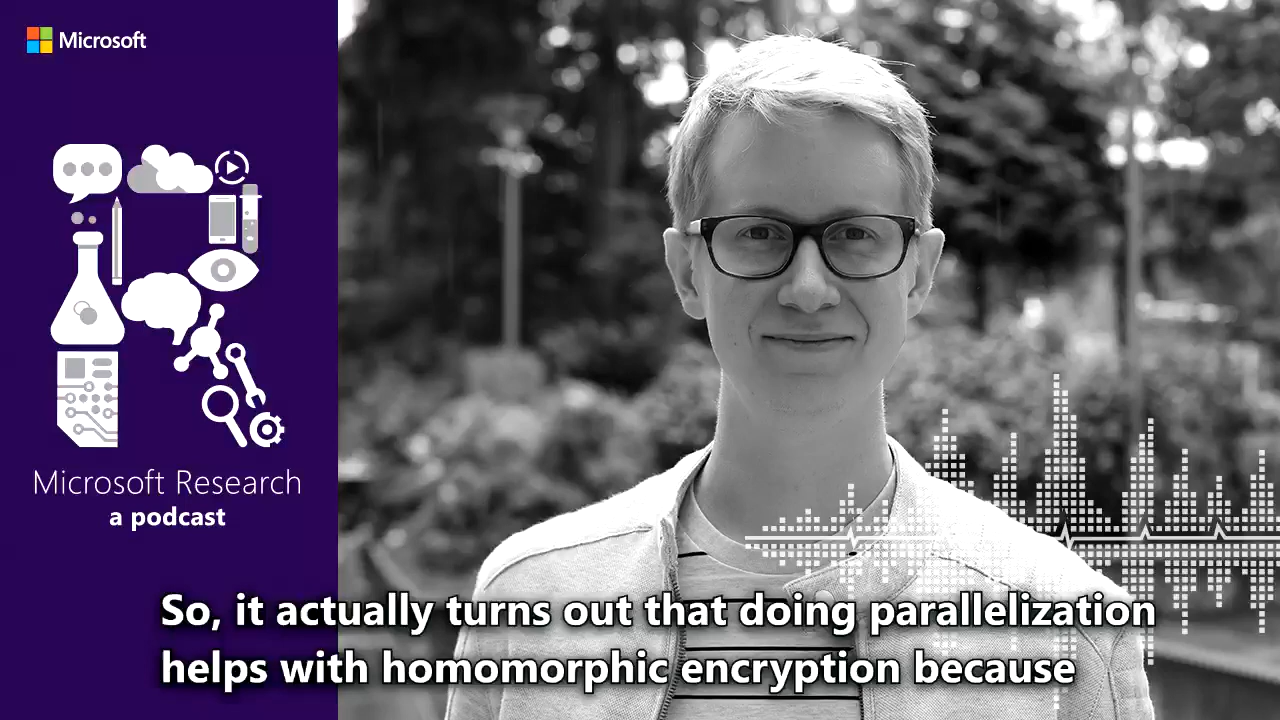 Microsoft
Microsoft Research
a podcast
So, it actually turns out that doing parallelization
helps with homomorphic encryption because